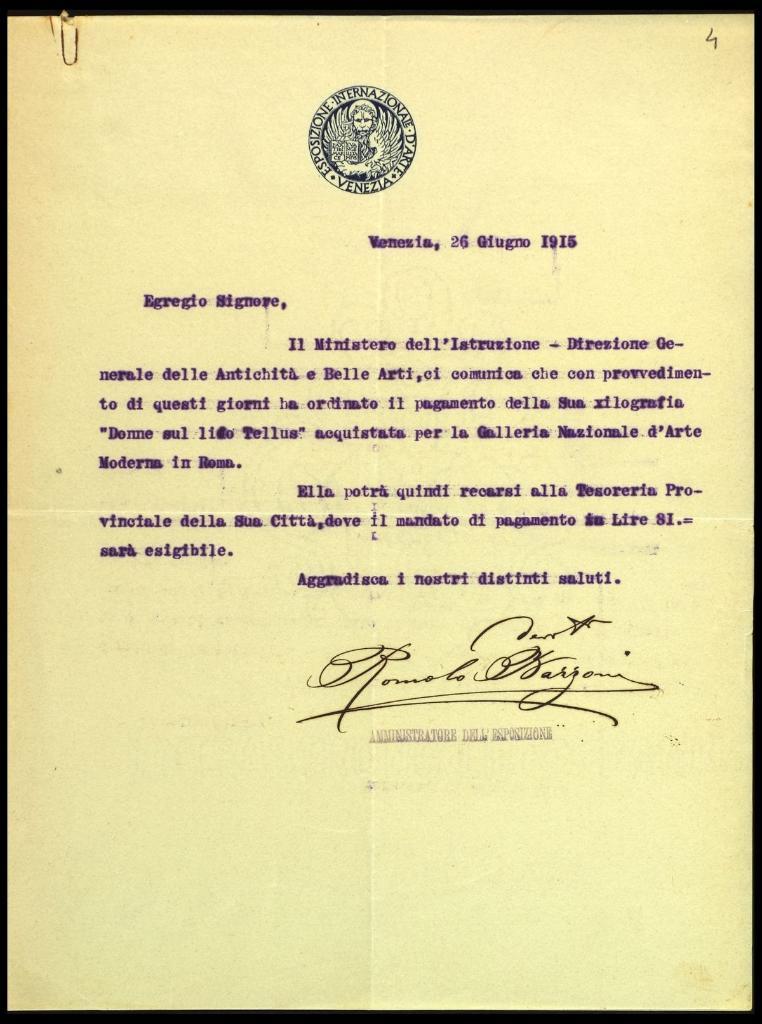 4
ESPOSIZIONE·INTERNAZIONALE·D'ARTE·
·VENEZIA·
Venezia, 26 Giugno 1915
Egregio Signore,
Il Ministero dell'Istruzione - Direzione Ge-
nerale delle Antichità e Belle Arti,ci comunica che con provvedimen-
to di questi giorni ha ordinato il pagamento della Sua xilografia
"Donne sul lido Tellus" acquistata per la Galleria Nazionale d'Arte
Moderna in Roma.
Ella potrà quindi recarsi alla Tesoreria Pro-
vinciale della Sua Città,dove il mandato di pagamento in Lire 81.=
sarà esigibile.
Aggradisca i nostri distinti saluti.
Romolo Bazzoni
AMMINISTRATORE DELL'ESPOSIZIONE